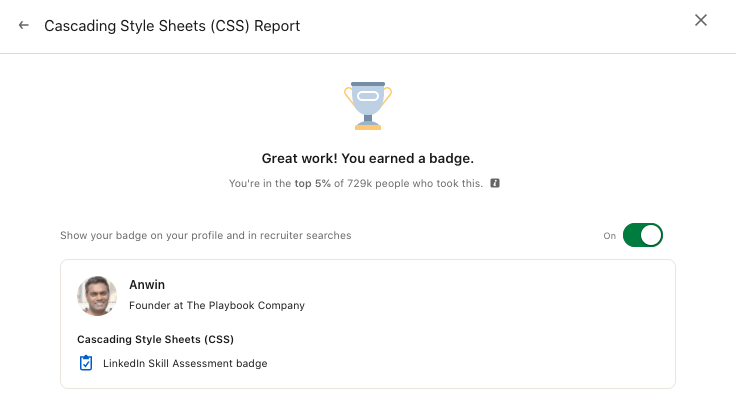 Cascading Style Sheets (CSS) Report
Great work! You earned a badge.
You're in the top 5% of 729k people who took this.
Show your badge on your profile and in recruiter searches
On
Anwin
Founder at The Playbook Company
Cascading Style Sheets (CSS)
LinkedIn Skill Assessment badge